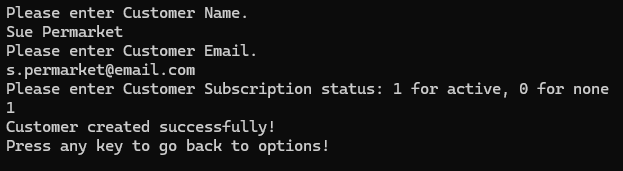 Please enter Customer Name.
Sue Permarket
Please enter Customer Email.
s.permarket@email.com
Please enter Customer Subscription status: 1 for active, 0 for none
1
Customer created successfully!
Press any key to go back to options!